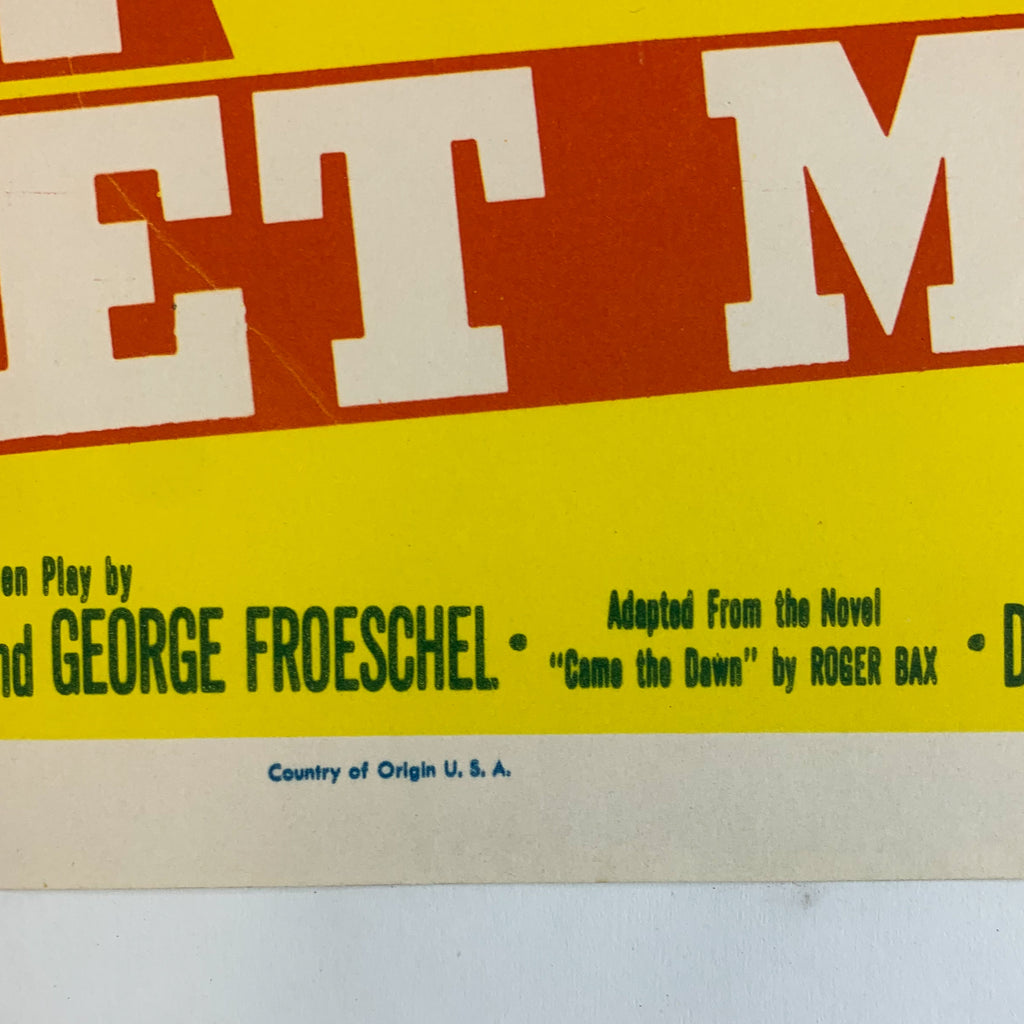 ET M
en Play by
nd GEORGE FROESCHEL • Adapted From the Novel
"Came the Dawn" by ROGER BAX • D
Country of Origin U. S. A.